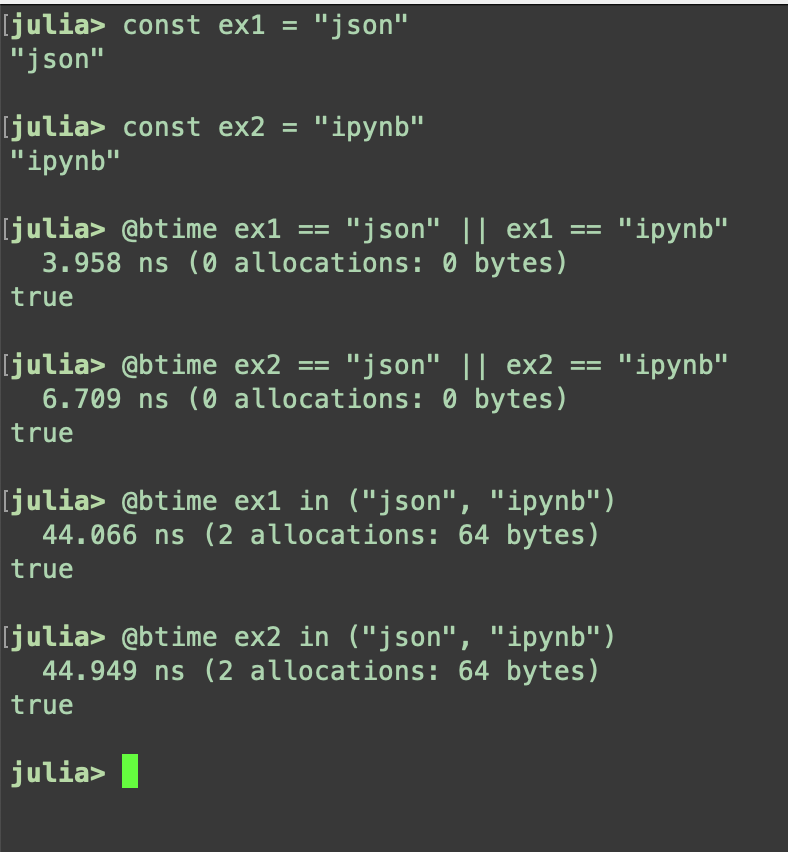 [julia> const ex1 = "json"
"json"
[julia> const ex2 = "ipynb"
"ipynb"
[julia> @btime ex1 == "json" || ex1 == "ipynb"
  3.958 ns (0 allocations: 0 bytes)
true
[julia> @btime ex2 == "json" || ex2 == "ipynb"
  6.709 ns (0 allocations: 0 bytes)
true
[julia> @btime ex1 in ("json", "ipynb")
  44.066 ns (2 allocations: 64 bytes)
true
[julia> @btime ex2 in ("json", "ipynb")
  44.949 ns (2 allocations: 64 bytes)
true
julia>